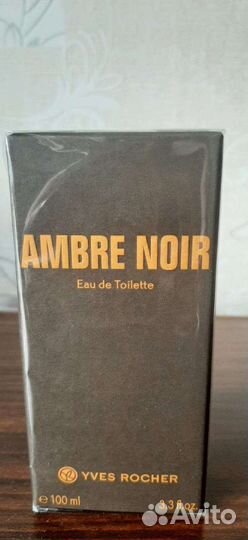 AMBRE NOIR
Eau de Toilette
YVES ROCHER
℮ 100 ml 3,3 fl.oz.
Avito